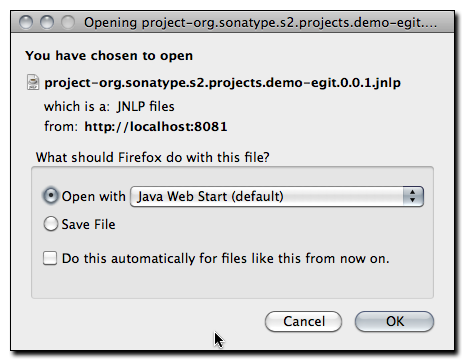 Opening project-org.sonatype.s2.projects.demo-egit....
You have chosen to open
project-org.sonatype.s2.projects.demo-egit.0.0.1.jnlp
which is a: JNLP files
from: http://localhost:8081
What should Firefox do with this file?
Open with Java Web Start (default)
Save File
Do this automatically for files like this from now on.
Cancel OK